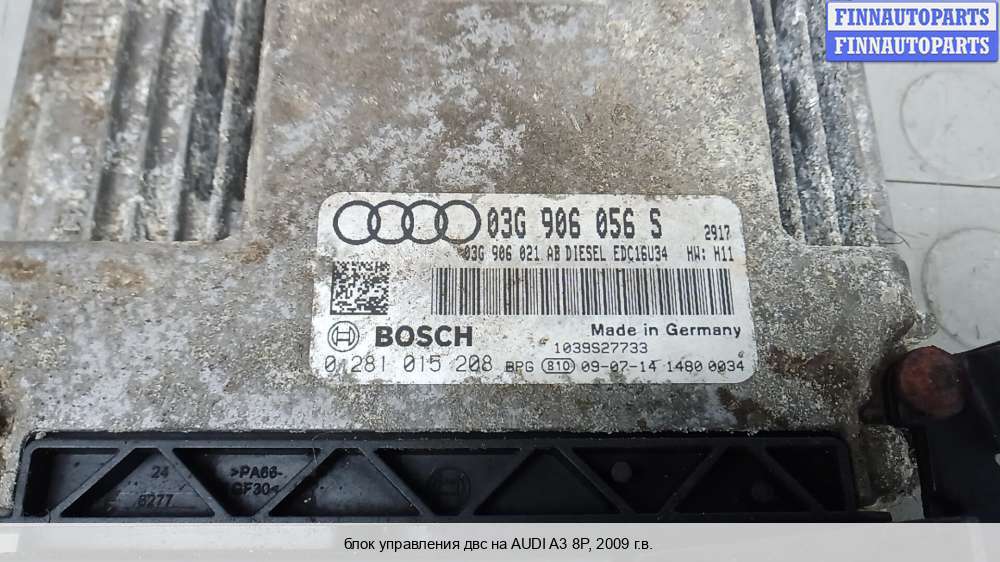 FINNAUTOPARTS
FINNAUTOPARTS
03G 906 056 S 2917
03G 906 021 AB DIESEL EDC16U34 HW: H11
BOSCH
Made in Germany
1039S27733
0 281 015 208 BPG 810 09-07-14 1480 0034
24 >PA66-
6277 GF30<
блок управления двс на AUDI A3 8P, 2009 г.в.